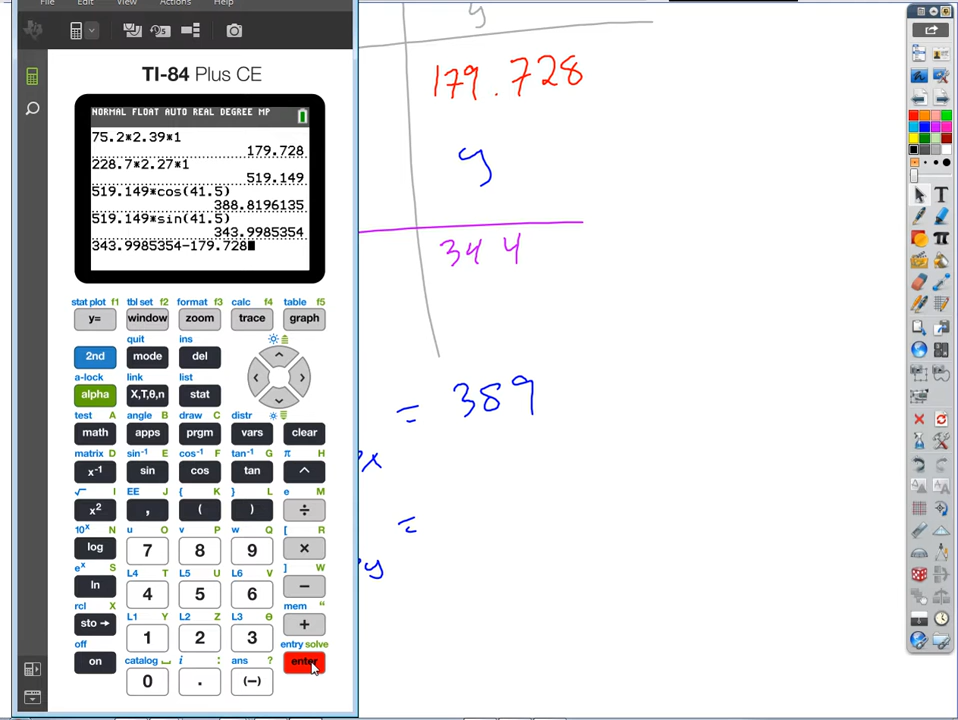 File Edit View Actions Help
TI-84 Plus CE
NORMAL FLOAT AUTO REAL DEGREE MP
75.2*2.39*1
179.728
228.7*2.27*1
519.149
519.149*cos(41.5)
388.8196135
519.149*sin(41.5)
343.9985354
343.9985354-179.728
stat plot f1 tbl set f2 format f3 calc f4 table f5
y= window zoom trace graph
quit ins
2nd mode del
a-lock link list
alpha X,T,θ,n stat
test A angle B draw C distr
math apps prgm vars clear
matrix D sin⁻¹ E cos⁻¹ F tan⁻¹ G π H
x⁻¹ sin cos tan ^
√ I EE J { K } L e M
x² , ( ) ÷
10ˣ N u O v P w Q [ R
log 7 8 9 ×
eˣ S L4 T L5 U L6 V ] W
ln 4 5 6 −
rcl X L1 Y L2 Z L3 θ mem "
sto→ 1 2 3 +
off catalog i : ans ? entry solve
on 0 . (−) enter
y
179.728
y
344
= 389
x
=
y
T
π